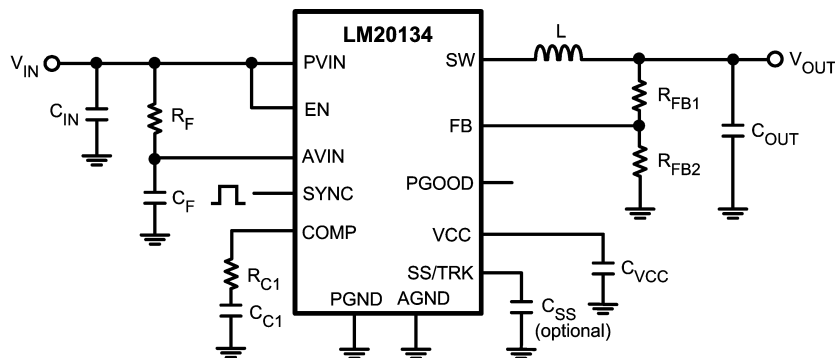 LM20134
L
V_IN
PVIN
SW
V_OUT
C_IN
R_F
EN
R_FB1
FB
C_OUT
AVIN
R_FB2
C_F
SYNC
PGOOD
COMP
VCC
R_C1
SS/TRK
C_VCC
C_C1
PGND
AGND
C_SS
(optional)